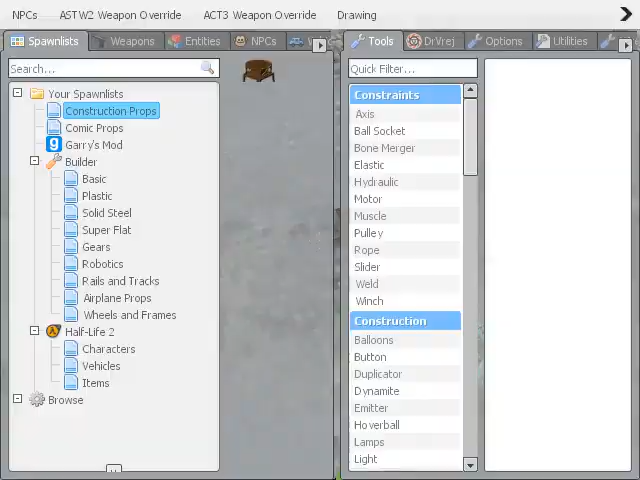 NPCs ASTW2 Weapon Override ACT3 Weapon Override Drawing
Spawnlists Weapons Entities NPCs
Search...
Your Spawnlists
Construction Props
Comic Props
Garry's Mod
Builder
Basic
Plastic
Solid Steel
Super Flat
Gears
Robotics
Rails and Tracks
Airplane Props
Wheels and Frames
Half-Life 2
Characters
Vehicles
Items
Browse
Tools DrVrej Options Utilities
Quick Filter...
Constraints
Axis
Ball Socket
Bone Merger
Elastic
Hydraulic
Motor
Muscle
Pulley
Rope
Slider
Weld
Winch
Construction
Balloons
Button
Duplicator
Dynamite
Emitter
Hoverball
Lamps
Light